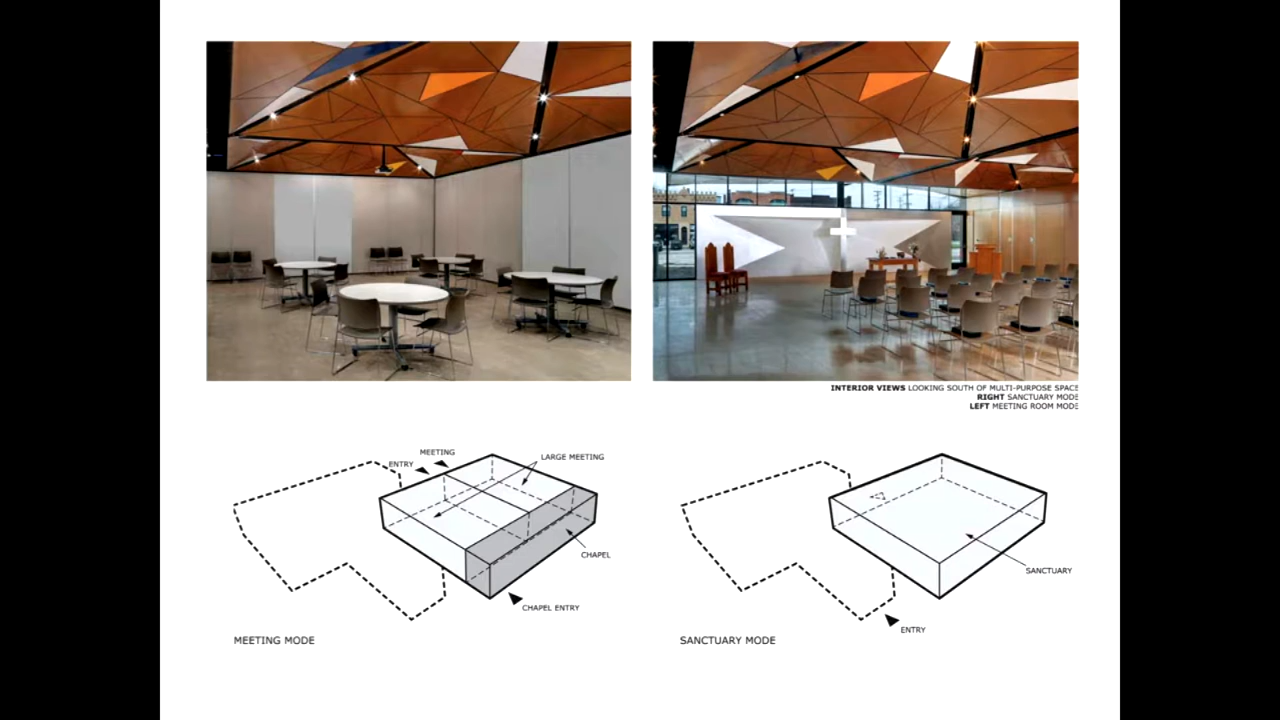 INTERIOR VIEWS LOOKING SOUTH OF MULTI-PURPOSE SPACE
RIGHT SANCTUARY MODE
LEFT MEETING ROOM MODE
MEETING
ENTRY
LARGE MEETING
CHAPEL
CHAPEL ENTRY
MEETING MODE
SANCTUARY
ENTRY
SANCTUARY MODE